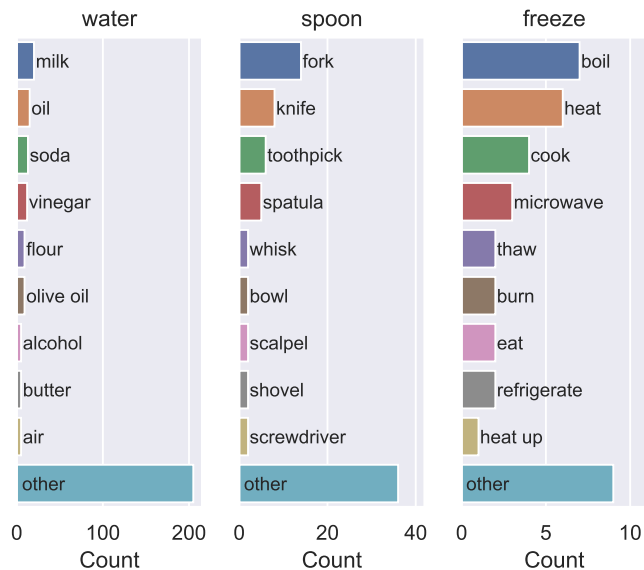 water
milk
oil
soda
vinegar
flour
olive oil
alcohol
butter
air
other
0 100 200
Count
spoon
fork
knife
toothpick
spatula
whisk
bowl
scalpel
shovel
screwdriver
other
0 20 40
Count
freeze
boil
heat
cook
microwave
thaw
burn
eat
refrigerate
heat up
other
0 5 10
Count